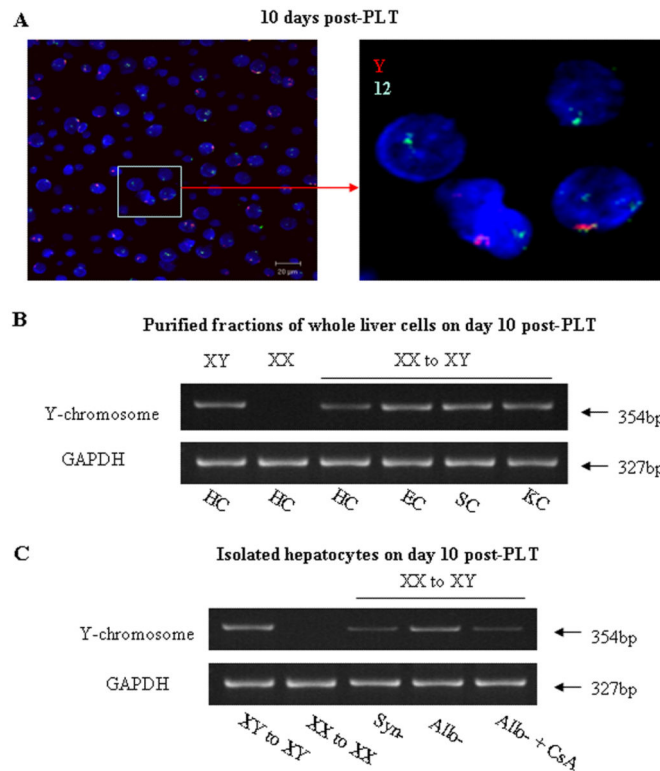 A
10 days post-PLT
Y
12
20 µm
B
Purified fractions of whole liver cells on day 10 post-PLT
XY XX XX to XY
Y-chromosome 354bp
GAPDH 327bp
HC HC HC EC SC KC
C
Isolated hepatocytes on day 10 post-PLT
XX to XY
Y-chromosome 354bp
GAPDH 327bp
XY to XY XX to XX Syn- Allo- Allo- + CsA